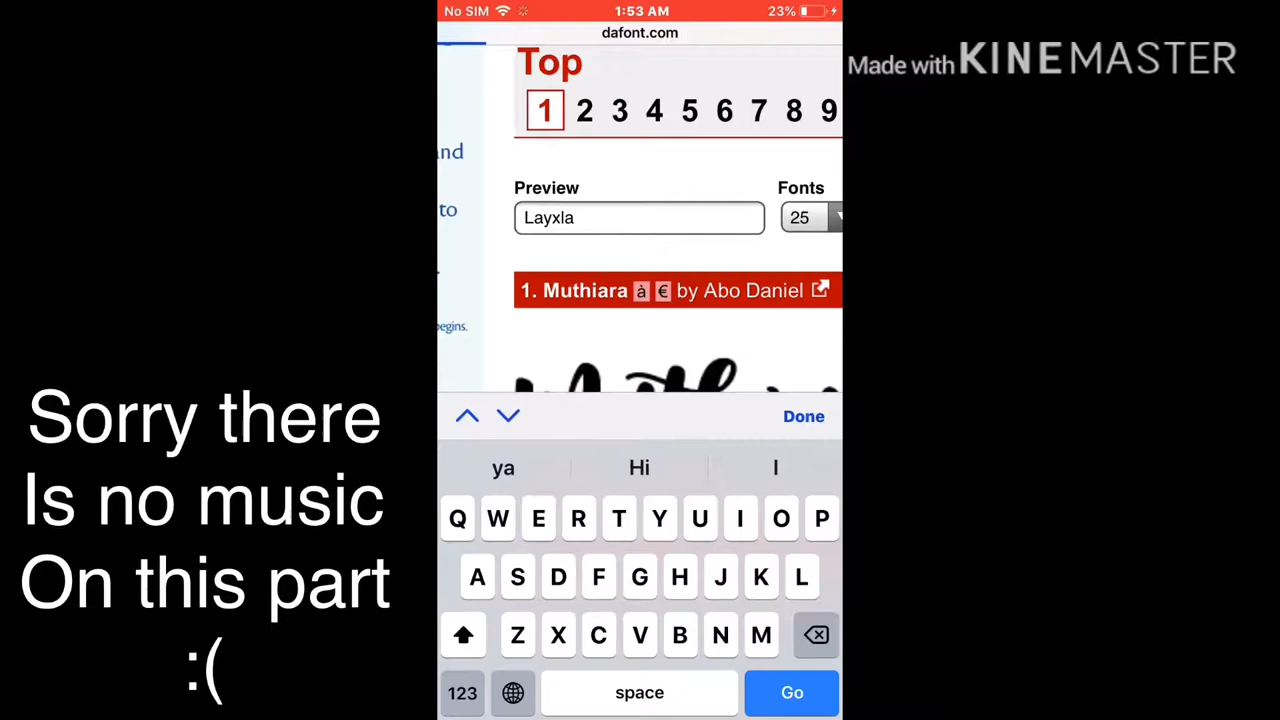 No SIM 1:53 AM 23%
dafont.com
Made with KINEMASTER
Top
1 2 3 4 5 6 7 8 9
and
to
begins.
Preview Fonts
Layxla 25
1. Muthiara à € by Abo Daniel
Sorry there
Is no music
On this part
:(
Done
ya Hi I
Q W E R T Y U I O P
A S D F G H J K L
Z X C V B N M
123 space Go